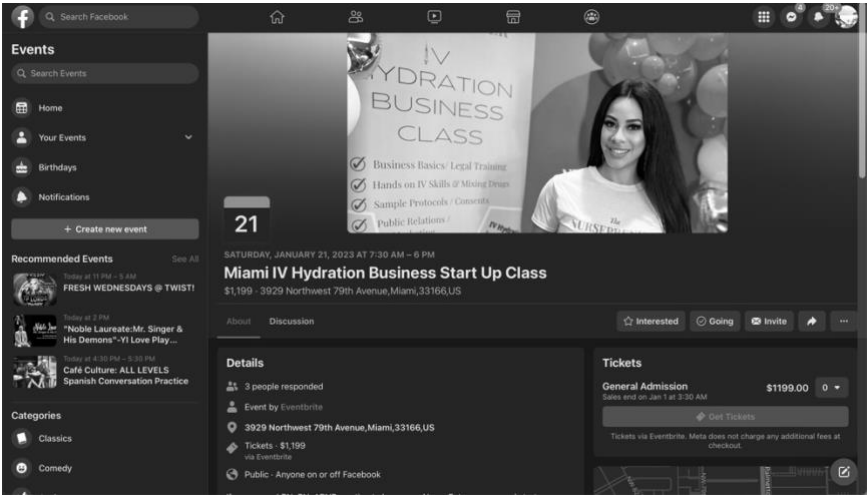 Search Facebook
4
20+
Events
Search Events
Home
Your Events
Birthdays
Notifications
+ Create new event
Recommended Events
See All
Today at 11 PM – 5 AM
FRESH WEDNESDAYS @ TWIST!
Today at 2 PM
"Noble Laureate:Mr. Singer &
His Demons"-YI Love Play...
Today at 4:30 PM – 5:30 PM
Café Culture: ALL LEVELS
Spanish Conversation Practice
Categories
Classics
Comedy
IV
HYDRATION
BUSINESS
CLASS
Business Basics/ Legal Training
Hands on IV Skills & Mixing Drugs
Sample Protocols / Consents
Public Relations /
The
21
SATURDAY, JANUARY 21, 2023 AT 7:30 AM – 6 PM
Miami IV Hydration Business Start Up Class
$1,199 · 3929 Northwest 79th Avenue,Miami,33166,US
About
Discussion
Interested
Going
Invite
...
Details
3 people responded
Event by Eventbrite
3929 Northwest 79th Avenue,Miami,33166,US
Tickets · $1,199
via Eventbrite
Public · Anyone on or off Facebook
Tickets
General Admission
Sales end on Jan 1 at 3:30 AM
$1199.00
0
Get Tickets
Tickets via Eventbrite. Meta does not charge any additional fees at
checkout.